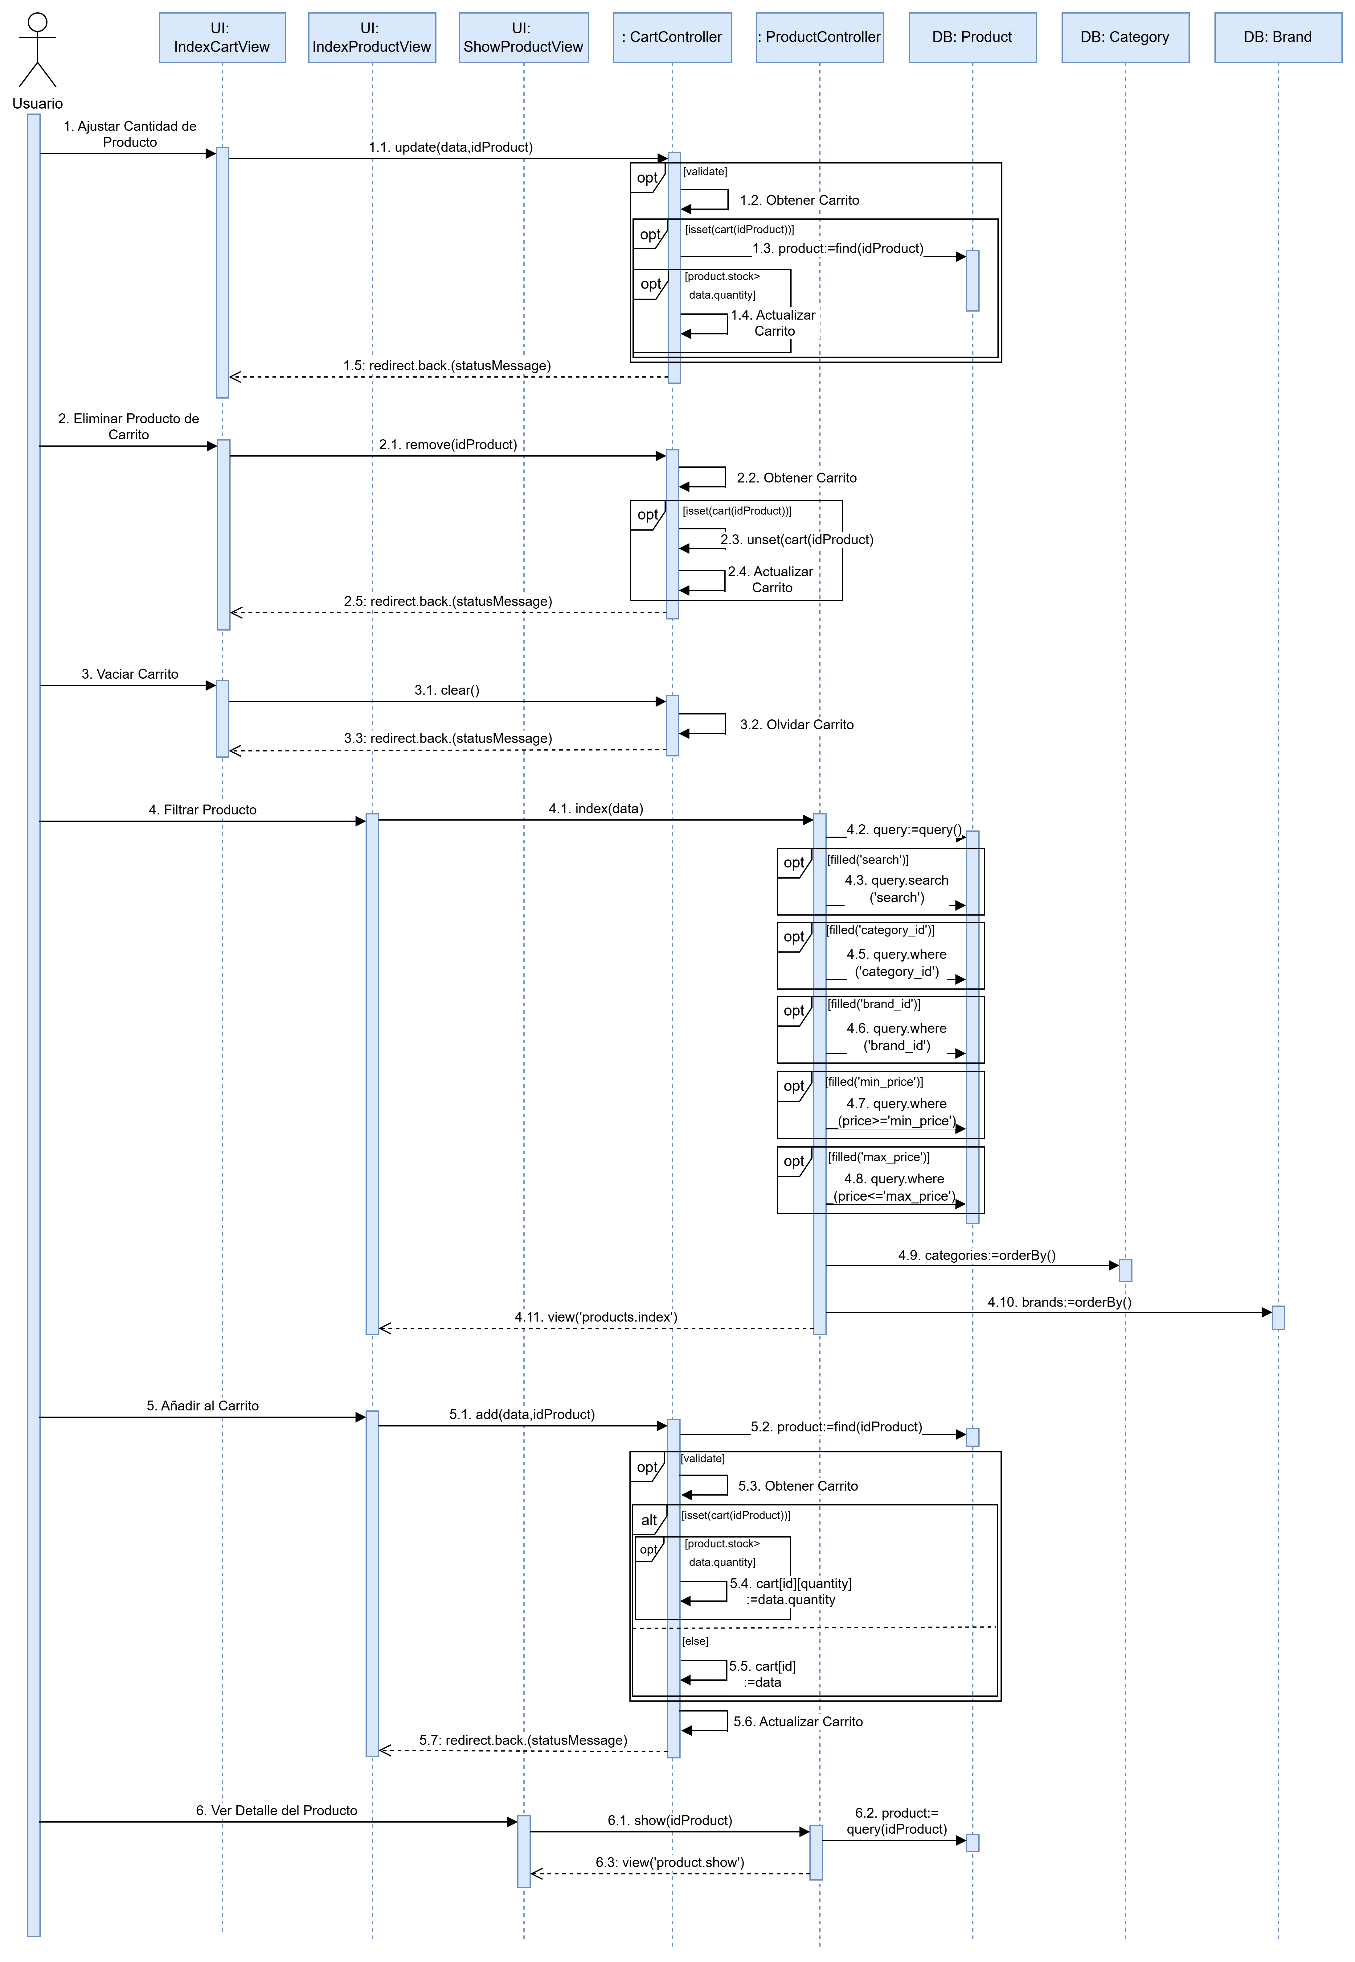 UI:
IndexCartView
UI:
IndexProductView
UI:
ShowProductView
: CartController
: ProductController
DB: Product
DB: Category
DB: Brand
Usuario
1. Ajustar Cantidad de
Producto
1.1. update(data,idProduct)
opt
[validate]
1.2. Obtener Carrito
opt
[isset(cart(idProduct))]
1.3. product:=find(idProduct)
opt
[product.stock>
data.quantity]
1.4. Actualizar
Carrito
1.5: redirect.back.(statusMessage)
2. Eliminar Producto de
Carrito
2.1. remove(idProduct)
2.2. Obtener Carrito
opt
[isset(cart(idProduct))]
2.3. unset(cart(idProduct)
2.4. Actualizar
Carrito
2.5: redirect.back.(statusMessage)
3. Vaciar Carrito
3.1. clear()
3.2. Olvidar Carrito
3.3: redirect.back.(statusMessage)
4. Filtrar Producto
4.1. index(data)
4.2. query:=query()
opt
[filled('search')]
4.3. query.search
('search')
opt
[filled('category_id')]
4.5. query.where
('category_id')
opt
[filled('brand_id')]
4.6. query.where
('brand_id')
opt
[filled('min_price')]
4.7. query.where
(price>='min_price')
opt
[filled('max_price')]
4.8. query.where
(price<='max_price')
4.9. categories:=orderBy()
4.10. brands:=orderBy()
4.11. view('products.index')
5. Añadir al Carrito
5.1. add(data,idProduct)
5.2. product:=find(idProduct)
opt
[validate]
5.3. Obtener Carrito
alt
[isset(cart(idProduct))]
opt
[product.stock>
data.quantity]
5.4. cart[id][quantity]
:=data.quantity
[else]
5.5. cart[id]
:=data
5.6. Actualizar Carrito
5.7: redirect.back.(statusMessage)
6. Ver Detalle del Producto
6.1. show(idProduct)
6.2. product:=
query(idProduct)
6.3: view('product.show')